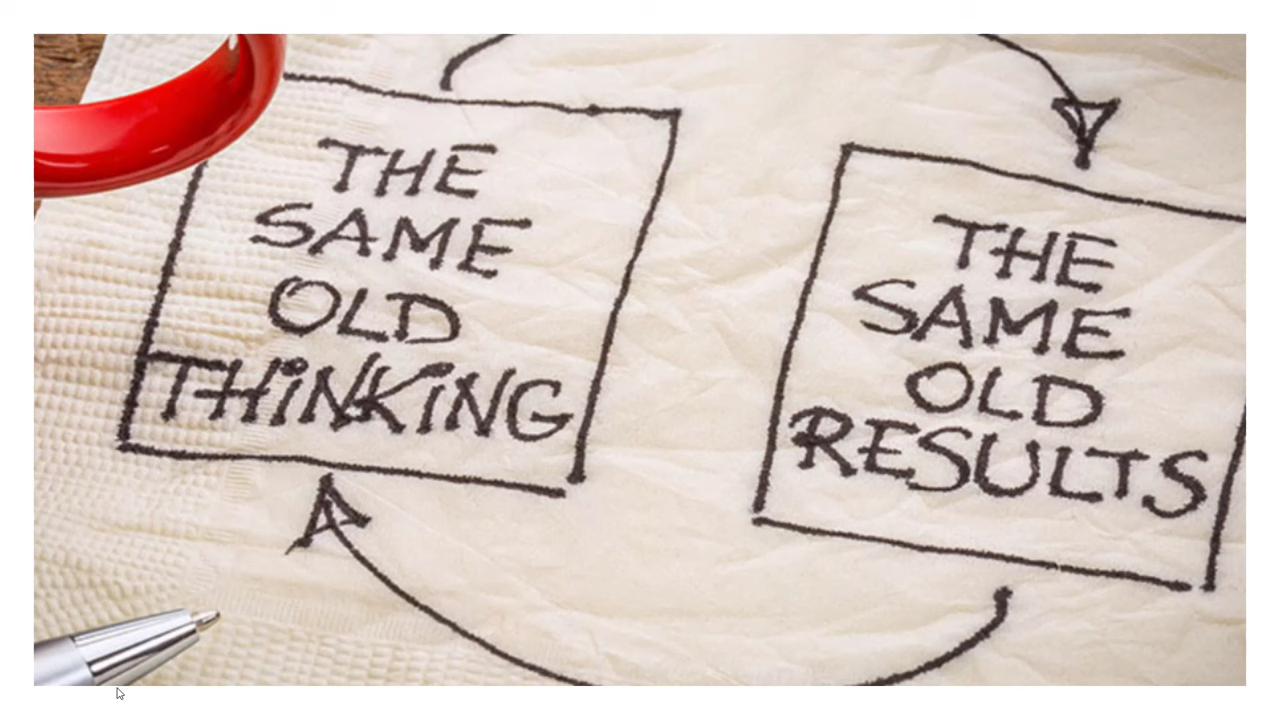 THE
SAME
OLD
THiNKiNG
THE
SAME
OLD
RESULTS